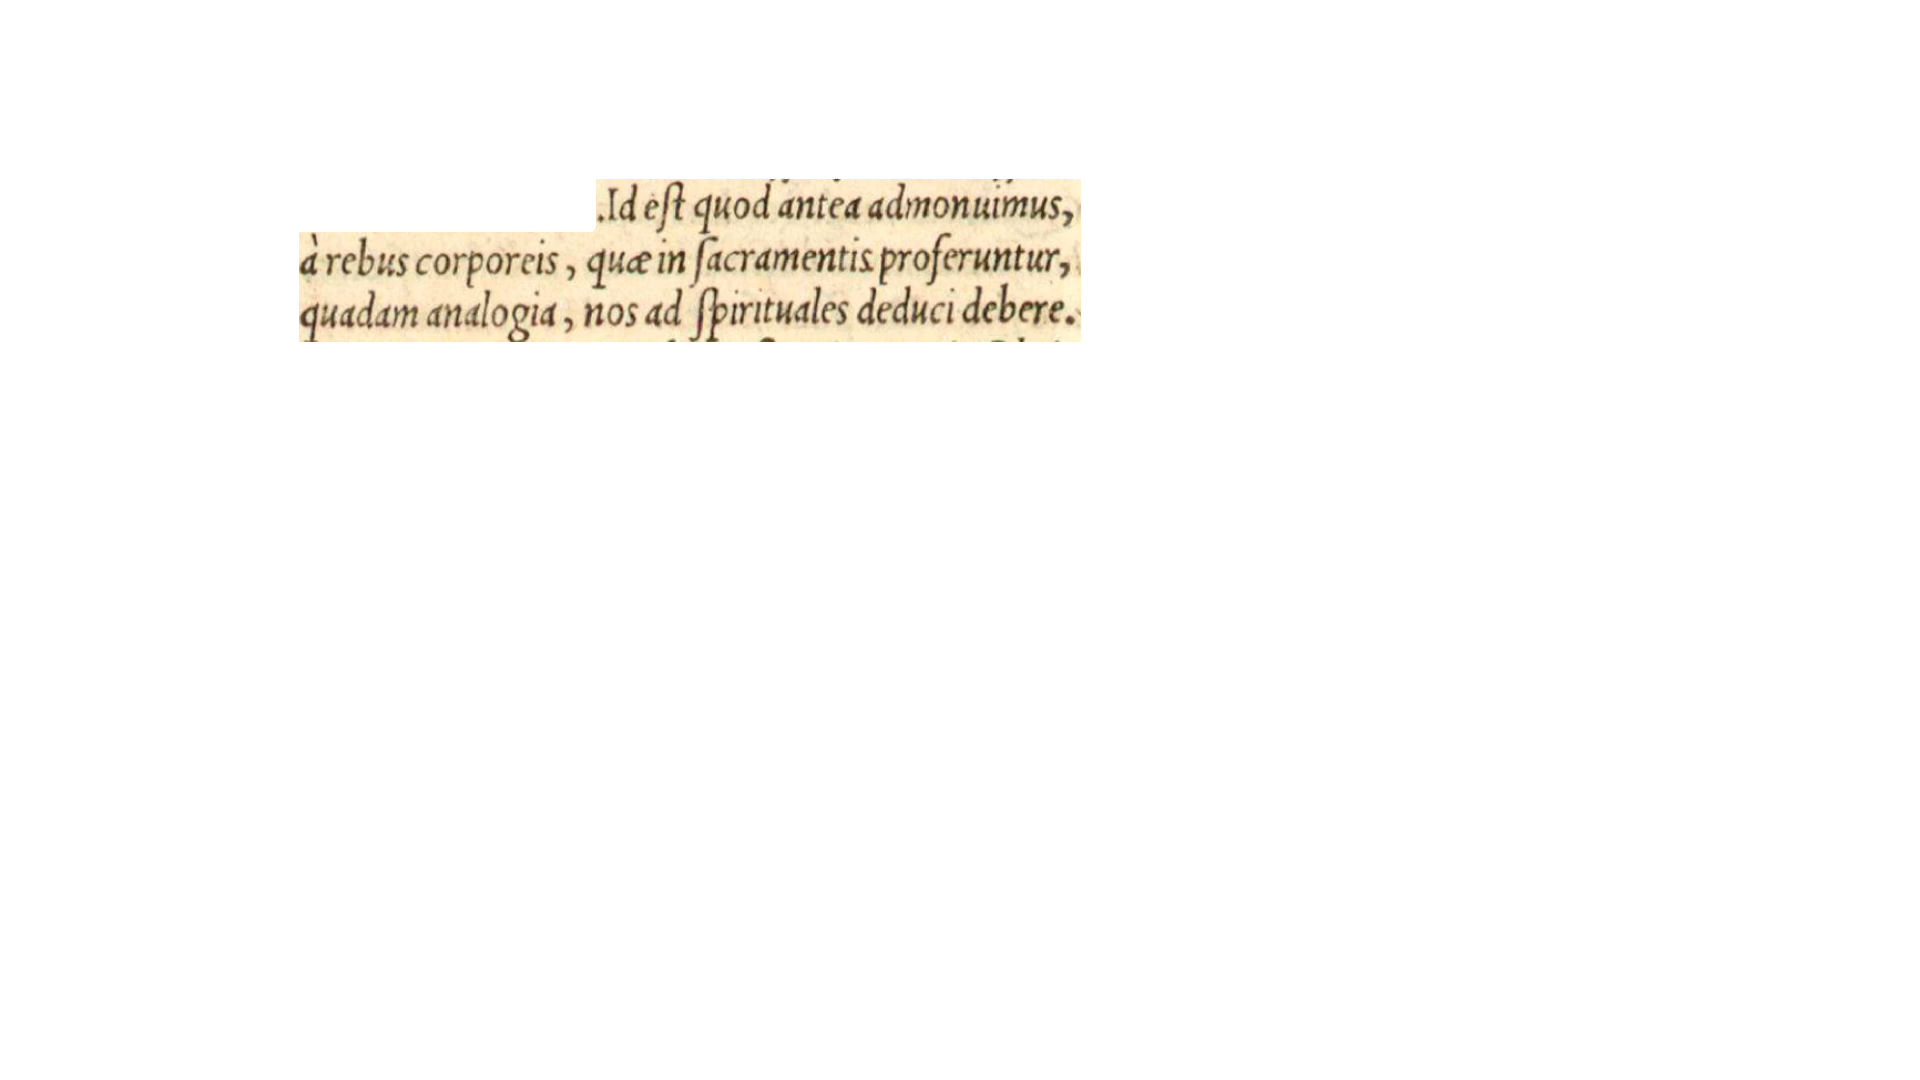 .Id eſt quod antea admonuimus,
à rebus corporeis, quæ in ſacramentis proferuntur,
quadam analogia, nos ad ſpirituales deduci debere.